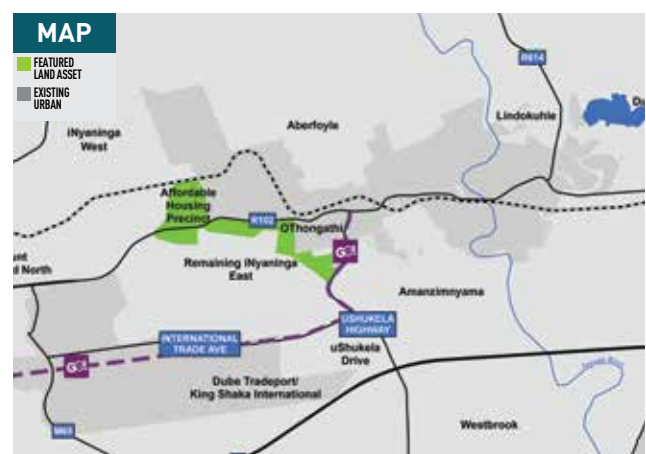 MAP
FEATURED
LAND ASSET
EXISTING
URBAN
R614
Lindokuhle
Aberfoyle
iNyaninga
West
Affordable
Housing
Precinct
R102
OThongathi
Remaining iNyaninga
East
Amanzimnyama
USHUKELA
HIGHWAY
INTERNATIONAL
TRADE AVE
uShukela
Drive
Dube Tradeport/
King Shaka International
Westbrook